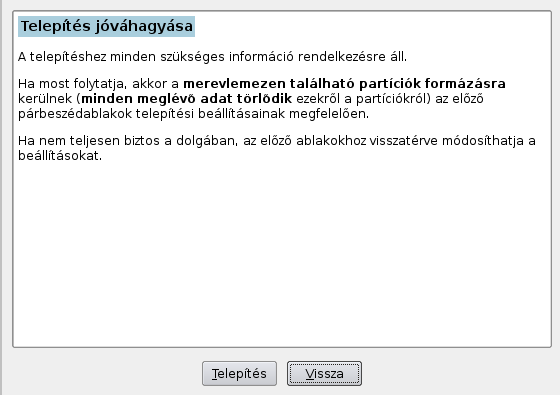 Telepítés jóváhagyása
A telepítéshez minden szükséges információ rendelkezésre áll.
Ha most folytatja, akkor a merevlemezen található partíciók formázásra
kerülnek (minden meglévő adat törlődik ezekről a partíciókról) az előző
párbeszédablakok telepítési beállításainak megfelelően.
Ha nem teljesen biztos a dolgában, az előző ablakokhoz visszatérve módosíthatja a
beállításokat.
Telepítés Vissza